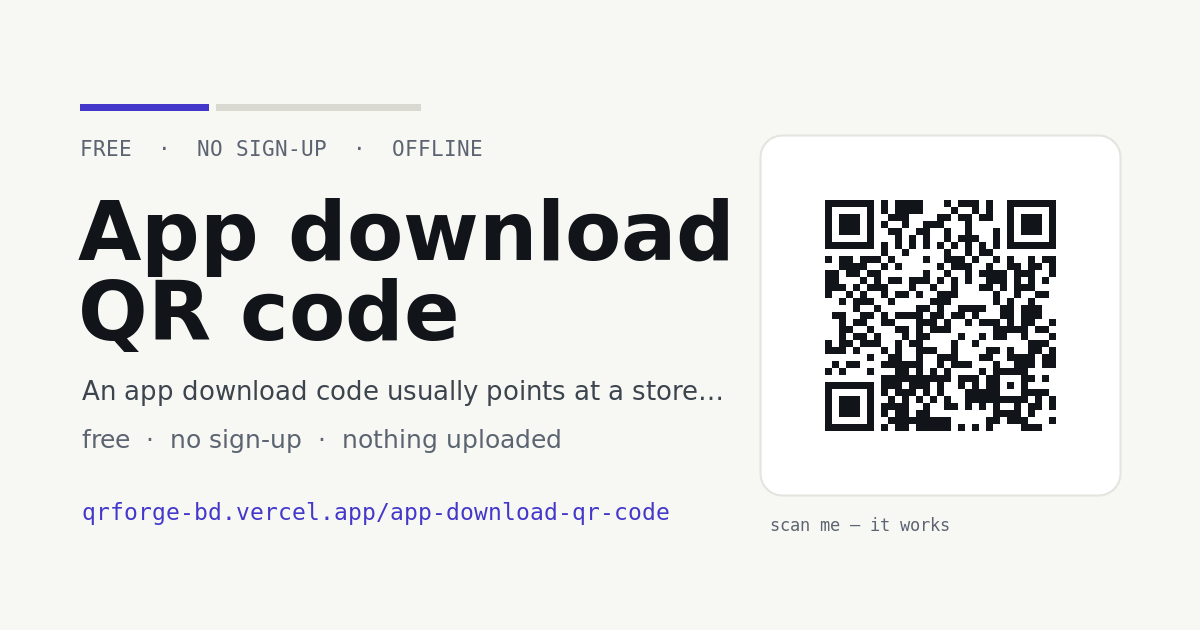 FREE · NO SIGN-UP · OFFLINE
App download
QR code
An app download code usually points at a store…
free · no sign-up · nothing uploaded
qrforge-bd.vercel.app/app-download-qr-code
scan me — it works